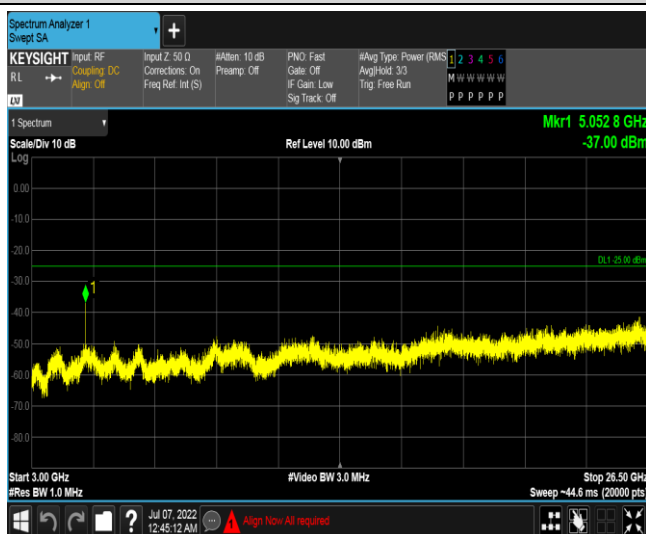 Spectrum Analyzer 1
Swept SA
+
KEYSIGHT
RL
LXI
Input: RF
Coupling: DC
Align: Off
Input Z: 50 Ω
Corrections: On
Freq Ref: Int (S)
#Atten: 10 dB
Preamp: Off
PNO: Fast
Gate: Off
IF Gain: Low
Sig Track: Off
#Avg Type: Power (RMS
Avg|Hold: 3/3
Trig: Free Run
1 2 3 4 5 6
M W W W W W
P P P P P P
1 Spectrum
Mkr1 5.052 8 GHz
-37.00 dBm
Scale/Div 10 dB
Ref Level 10.00 dBm
Log
0.00
-10.0
-20.0
DL1 -25.00 dBm
-30.0
1
-40.0
-50.0
-60.0
-70.0
-80.0
Start 3.00 GHz
#Video BW 3.0 MHz
Stop 26.50 GHz
#Res BW 1.0 MHz
Sweep ~44.6 ms (20000 pts)
?
Jul 07, 2022
12:45:12 AM
Align Now All required